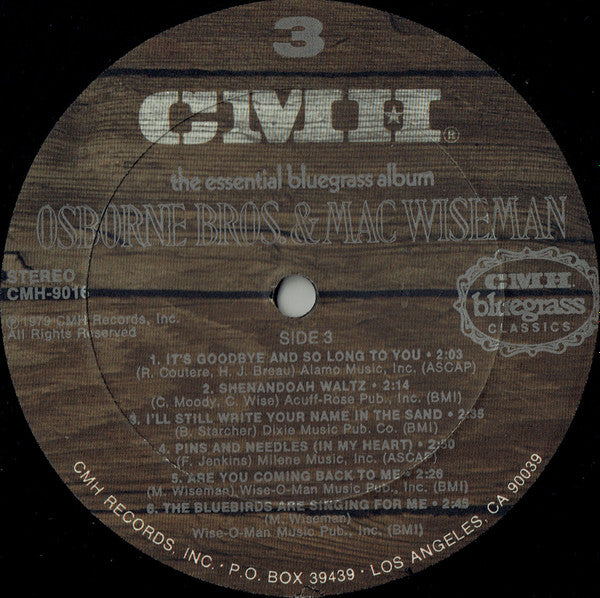 3
CMH®
the essential bluegrass album
OSBORNE BROS. & MAC WISEMAN
STEREO
CMH-9016
℗1979 CMH Records, Inc.
All Rights Reserved
CMH
bluegrass
CLASSICS
SIDE 3
1. IT'S GOODBYE AND SO LONG TO YOU • 2:03
(R. Coutere, H. J. Breau) Alamo Music, Inc. (ASCAP)
2. SHENANDOAH WALTZ • 2:14
(C. Moody, C. Wise) Acuff-Rose Pub., Inc. (BMI)
3. I'LL STILL WRITE YOUR NAME IN THE SAND • 2:35
(B. Starcher) Dixie Music Pub. Co. (BMI)
4. PINS AND NEEDLES (IN MY HEART) • 2:50
(F. Jenkins) Milene Music, Inc. (ASCAP)
5. ARE YOU COMING BACK TO ME • 2:26
(M. Wiseman) Wise-O-Man Music Pub., Inc. (BMI)
6. THE BLUEBIRDS ARE SINGING FOR ME • 2:45
(M. Wiseman)
Wise-O-Man Music Pub., Inc. (BMI)
CMH RECORDS, INC. • P.O. BOX 39439 • LOS ANGELES, CA 90039